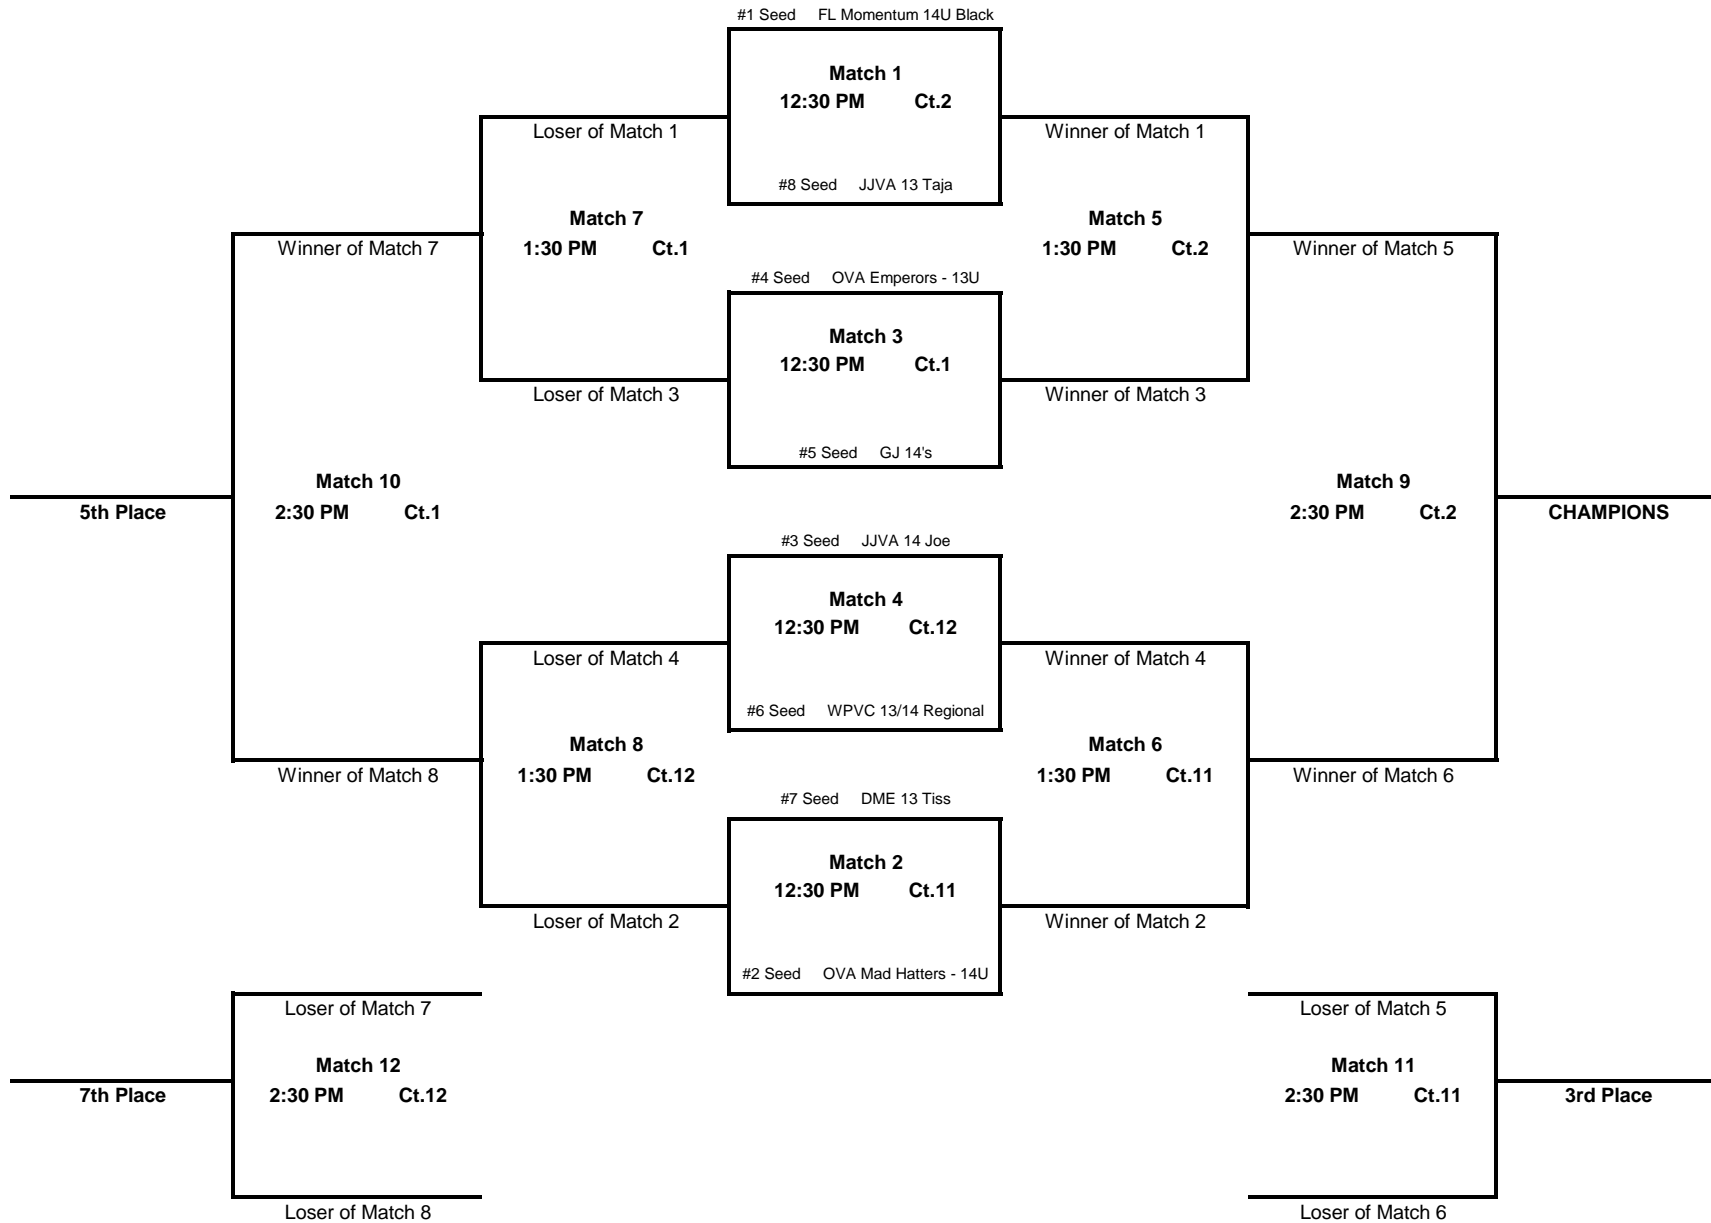 #1 Seed FL Momentum 14U Black
Match 1
12:30 PM Ct.2
Loser of Match 1
Winner of Match 1
#8 Seed JJVA 13 Taja
Match 7
Match 5
Winner of Match 7
1:30 PM Ct.1
1:30 PM Ct.2
Winner of Match 5
#4 Seed OVA Emperors - 13U
Match 3
12:30 PM Ct.1
Loser of Match 3
Winner of Match 3
#5 Seed GJ 14's
Match 10
Match 9
5th Place
2:30 PM Ct.1
2:30 PM Ct.2
CHAMPIONS
#3 Seed JJVA 14 Joe
Match 4
12:30 PM Ct.12
Loser of Match 4
Winner of Match 4
#6 Seed WPVC 13/14 Regional
Match 8
Match 6
Winner of Match 8
1:30 PM Ct.12
1:30 PM Ct.11
Winner of Match 6
#7 Seed DME 13 Tiss
Match 2
12:30 PM Ct.11
Loser of Match 2
Winner of Match 2
#2 Seed OVA Mad Hatters - 14U
Loser of Match 7
Loser of Match 5
Match 12
Match 11
7th Place
2:30 PM Ct.12
2:30 PM Ct.11
3rd Place
Loser of Match 8
Loser of Match 6